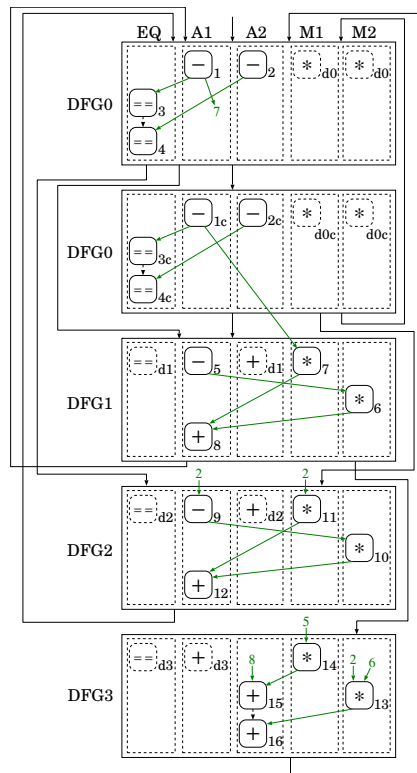 EQ A1 A2 M1 M2
− 1 − 2 * d0 * d0
DFG0 == 3 7
== 4
− 1c − 2c * d0c * d0c
DFG0 == 3c
== 4c
== d1 − 5 + d1 * 7
DFG1 * 6
+ 8
2 2
== d2 − 9 + d2 * 11
DFG2 * 10
+ 12
5
== d3 + d3 * 14
8 2 6
DFG3 + 15 * 13
+ 16